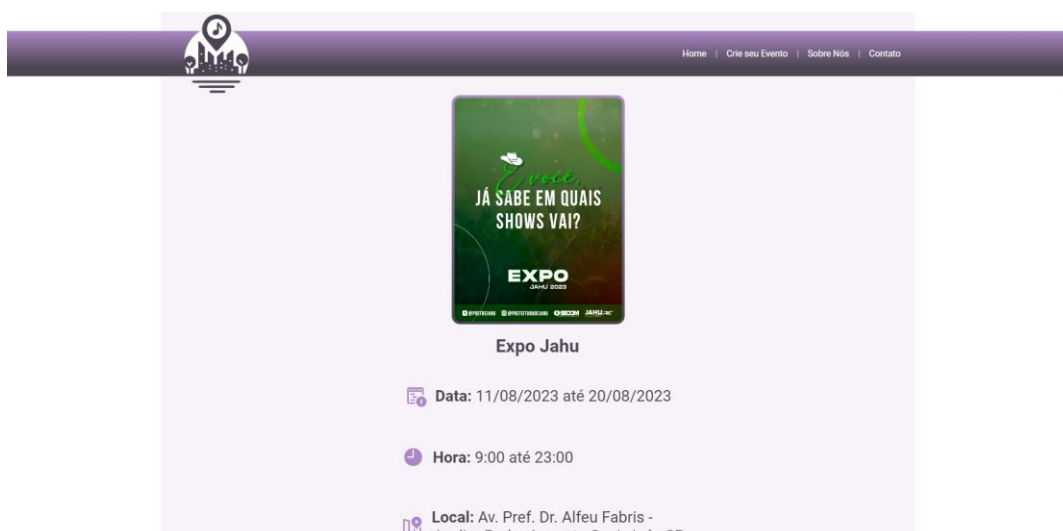 Home | Crie seu Evento | Sobre Nós | Contato
E você,
JÁ SABE EM QUAIS
SHOWS VAI?
EXPO
JAHU 2023
SECOM JAHU
Expo Jahu
Data: 11/08/2023 até 20/08/2023
Hora: 9:00 até 23:00
Local: Av. Pref. Dr. Alfeu Fabris -